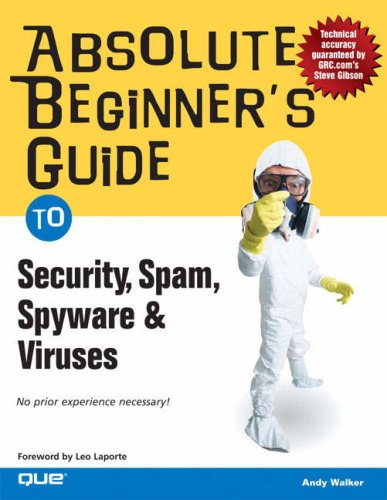 ABSOLUTE
BEGINNER'S
GUIDE
TO
Security, Spam,
Spyware &
Viruses
No prior experience necessary!
Foreword by Leo Laporte
QUE
Andy Walker
Technical
accuracy
guaranteed by
GRC.com's
Steve Gibson